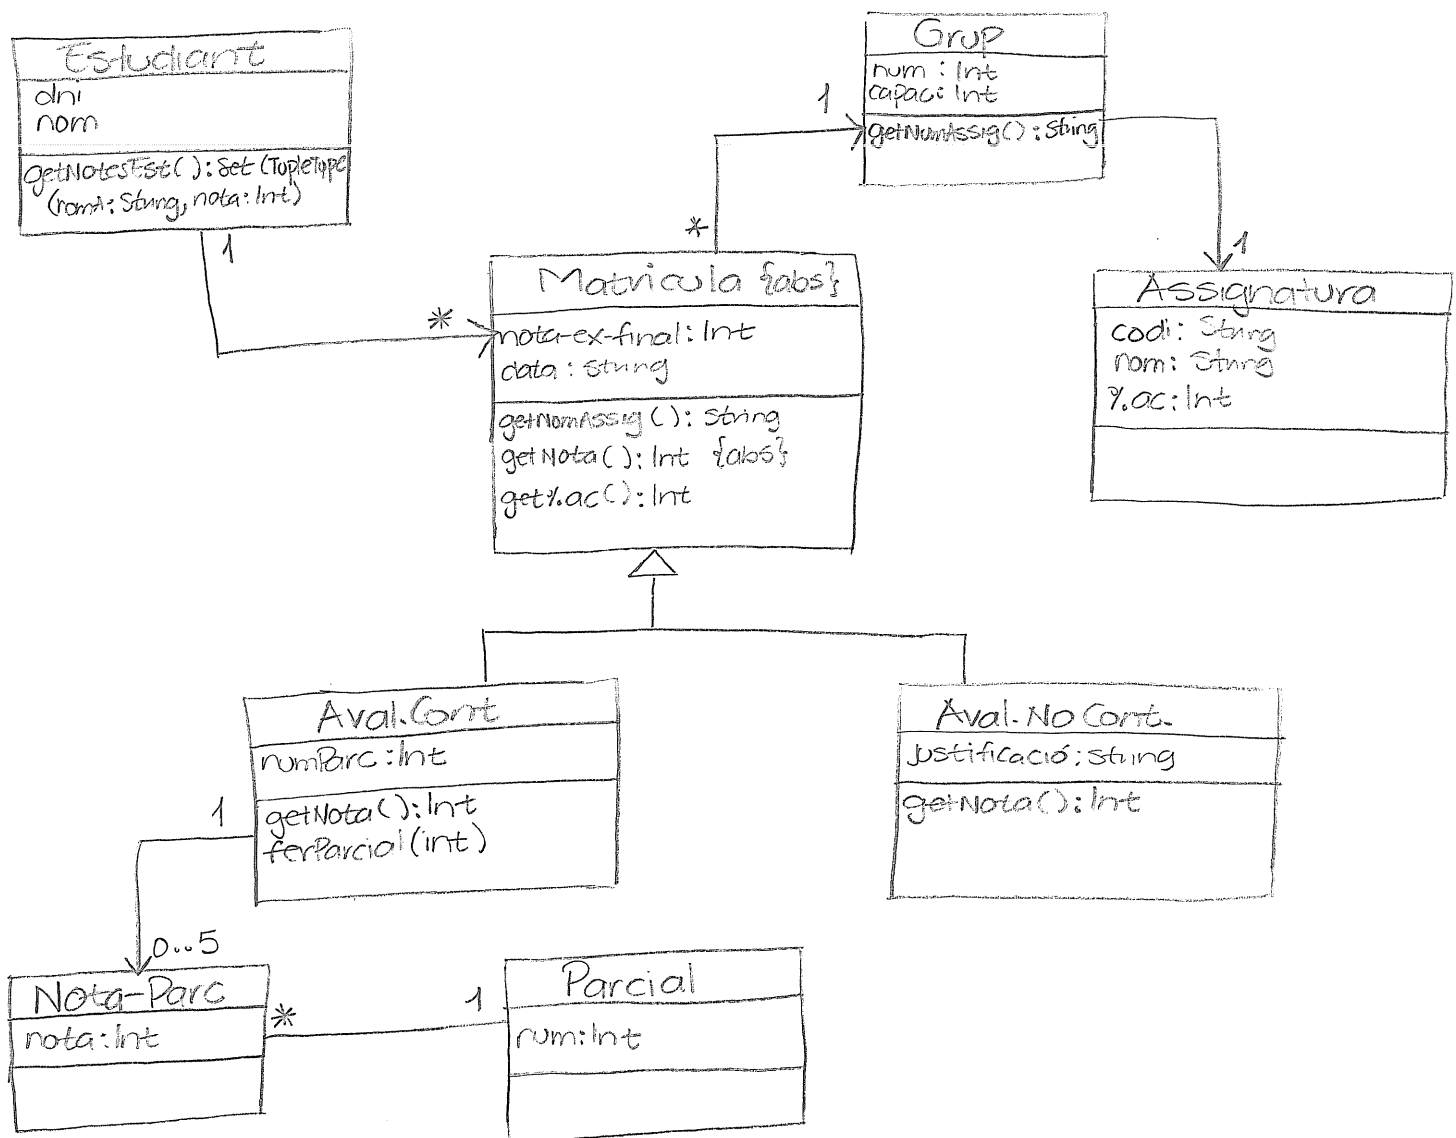 Estudiant
dni
nom
getNotesEst(): Set (TupleType
(nomA: String, nota: Int)
1
*
Grup
num : Int
capac: Int
getNumAssig() : String
1
*
1
Matricula {abs}
nota-ex-final: Int
data : string
getNomAssig (): String
getNota(): Int {abs}
get%ac(): Int
Assignatura
codi: String
nom: String
%ac: Int
Aval.Cont
numParc: Int
getNota(): Int
ferParcial(int)
Aval.No Cont.
Justificació: string
getNota(): Int
1
0..5
Nota-Parc
nota: Int
*
1
Parcial
num: Int